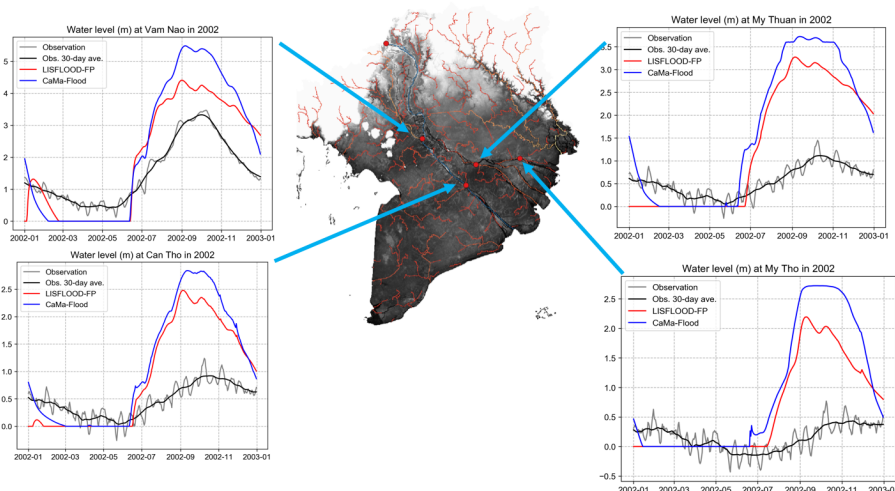 Water level (m) at Vam Nao in 2002
Observation
Obs. 30-day ave.
LISFLOOD-FP
CaMa-Flood
5
4
3
2
1
0
2002-01 2002-03 2002-05 2002-07 2002-09 2002-11 2003-01
Water level (m) at My Thuan in 2002
Observation
Obs. 30-day ave.
LISFLOOD-FP
CaMa-Flood
3.5
3.0
2.5
2.0
1.5
1.0
0.5
0.0
−0.5
2002-01 2002-03 2002-05 2002-07 2002-09 2002-11 2003-01
Water level (m) at Can Tho in 2002
Observation
Obs. 30-day ave.
LISFLOOD-FP
CaMa-Flood
2.5
2.0
1.5
1.0
0.5
0.0
2002-01 2002-03 2002-05 2002-07 2002-09 2002-11 2003-01
Water level (m) at My Tho in 2002
Observation
Obs. 30-day ave.
LISFLOOD-FP
CaMa-Flood
2.5
2.0
1.5
1.0
0.5
0.0
−0.5
2002-01 2002-03 2002-05 2002-07 2002-09 2002-11